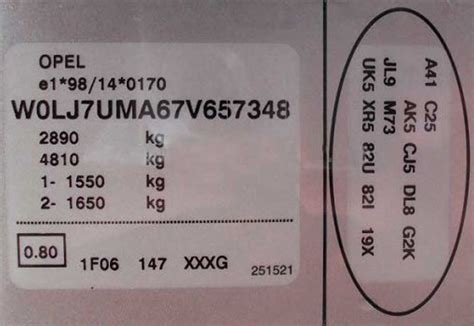 OPEL
e1*98/14*0170
W0LJ7UMA67V657348
2890 kg
4810 kg
1- 1550 kg
2- 1650 kg
0.80 1F06 147 XXXG 251521
A41 C25
AK5 CJ5 DL8 G2K
JL9 M73
UK5 XR5 82U 82I 19X